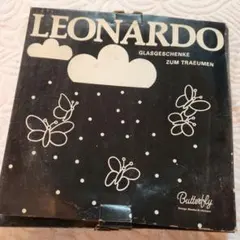 LEONARDO
GLASGESCHENKE
ZUM TRAEUMEN
Butterfly